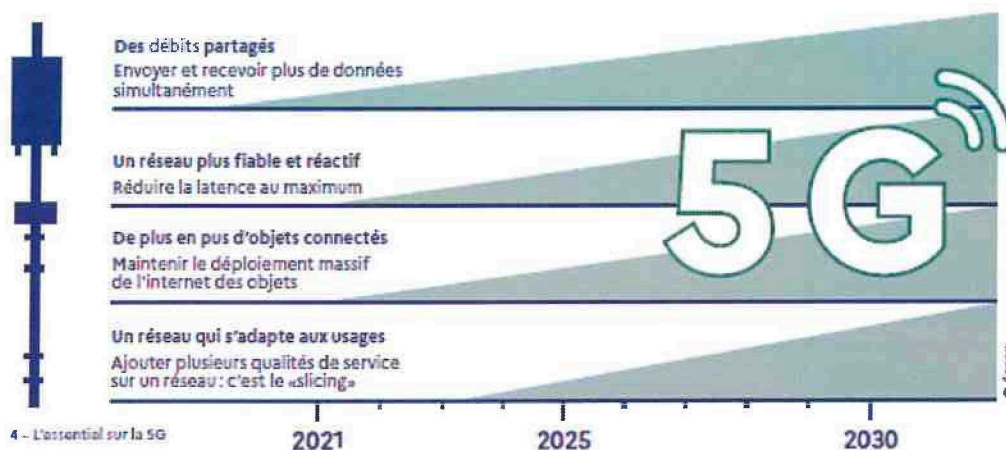 Des débits partagés
Envoyer et recevoir plus de données
simultanément
Un réseau plus fiable et réactif
Réduire la latence au maximum
De plus en pus d'objets connectés
Maintenir le déploiement massif
de l'internet des objets
Un réseau qui s'adapte aux usages
Ajouter plusieurs qualités de service
sur un réseau : c'est le «slicing»
5G
2021 2025 2030
4 – L'essential sur la 5G